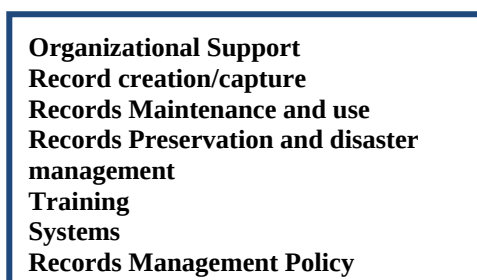 Organizational Support
Record creation/capture
Records Maintenance and use
Records Preservation and disaster
management
Training
Systems
Records Management Policy